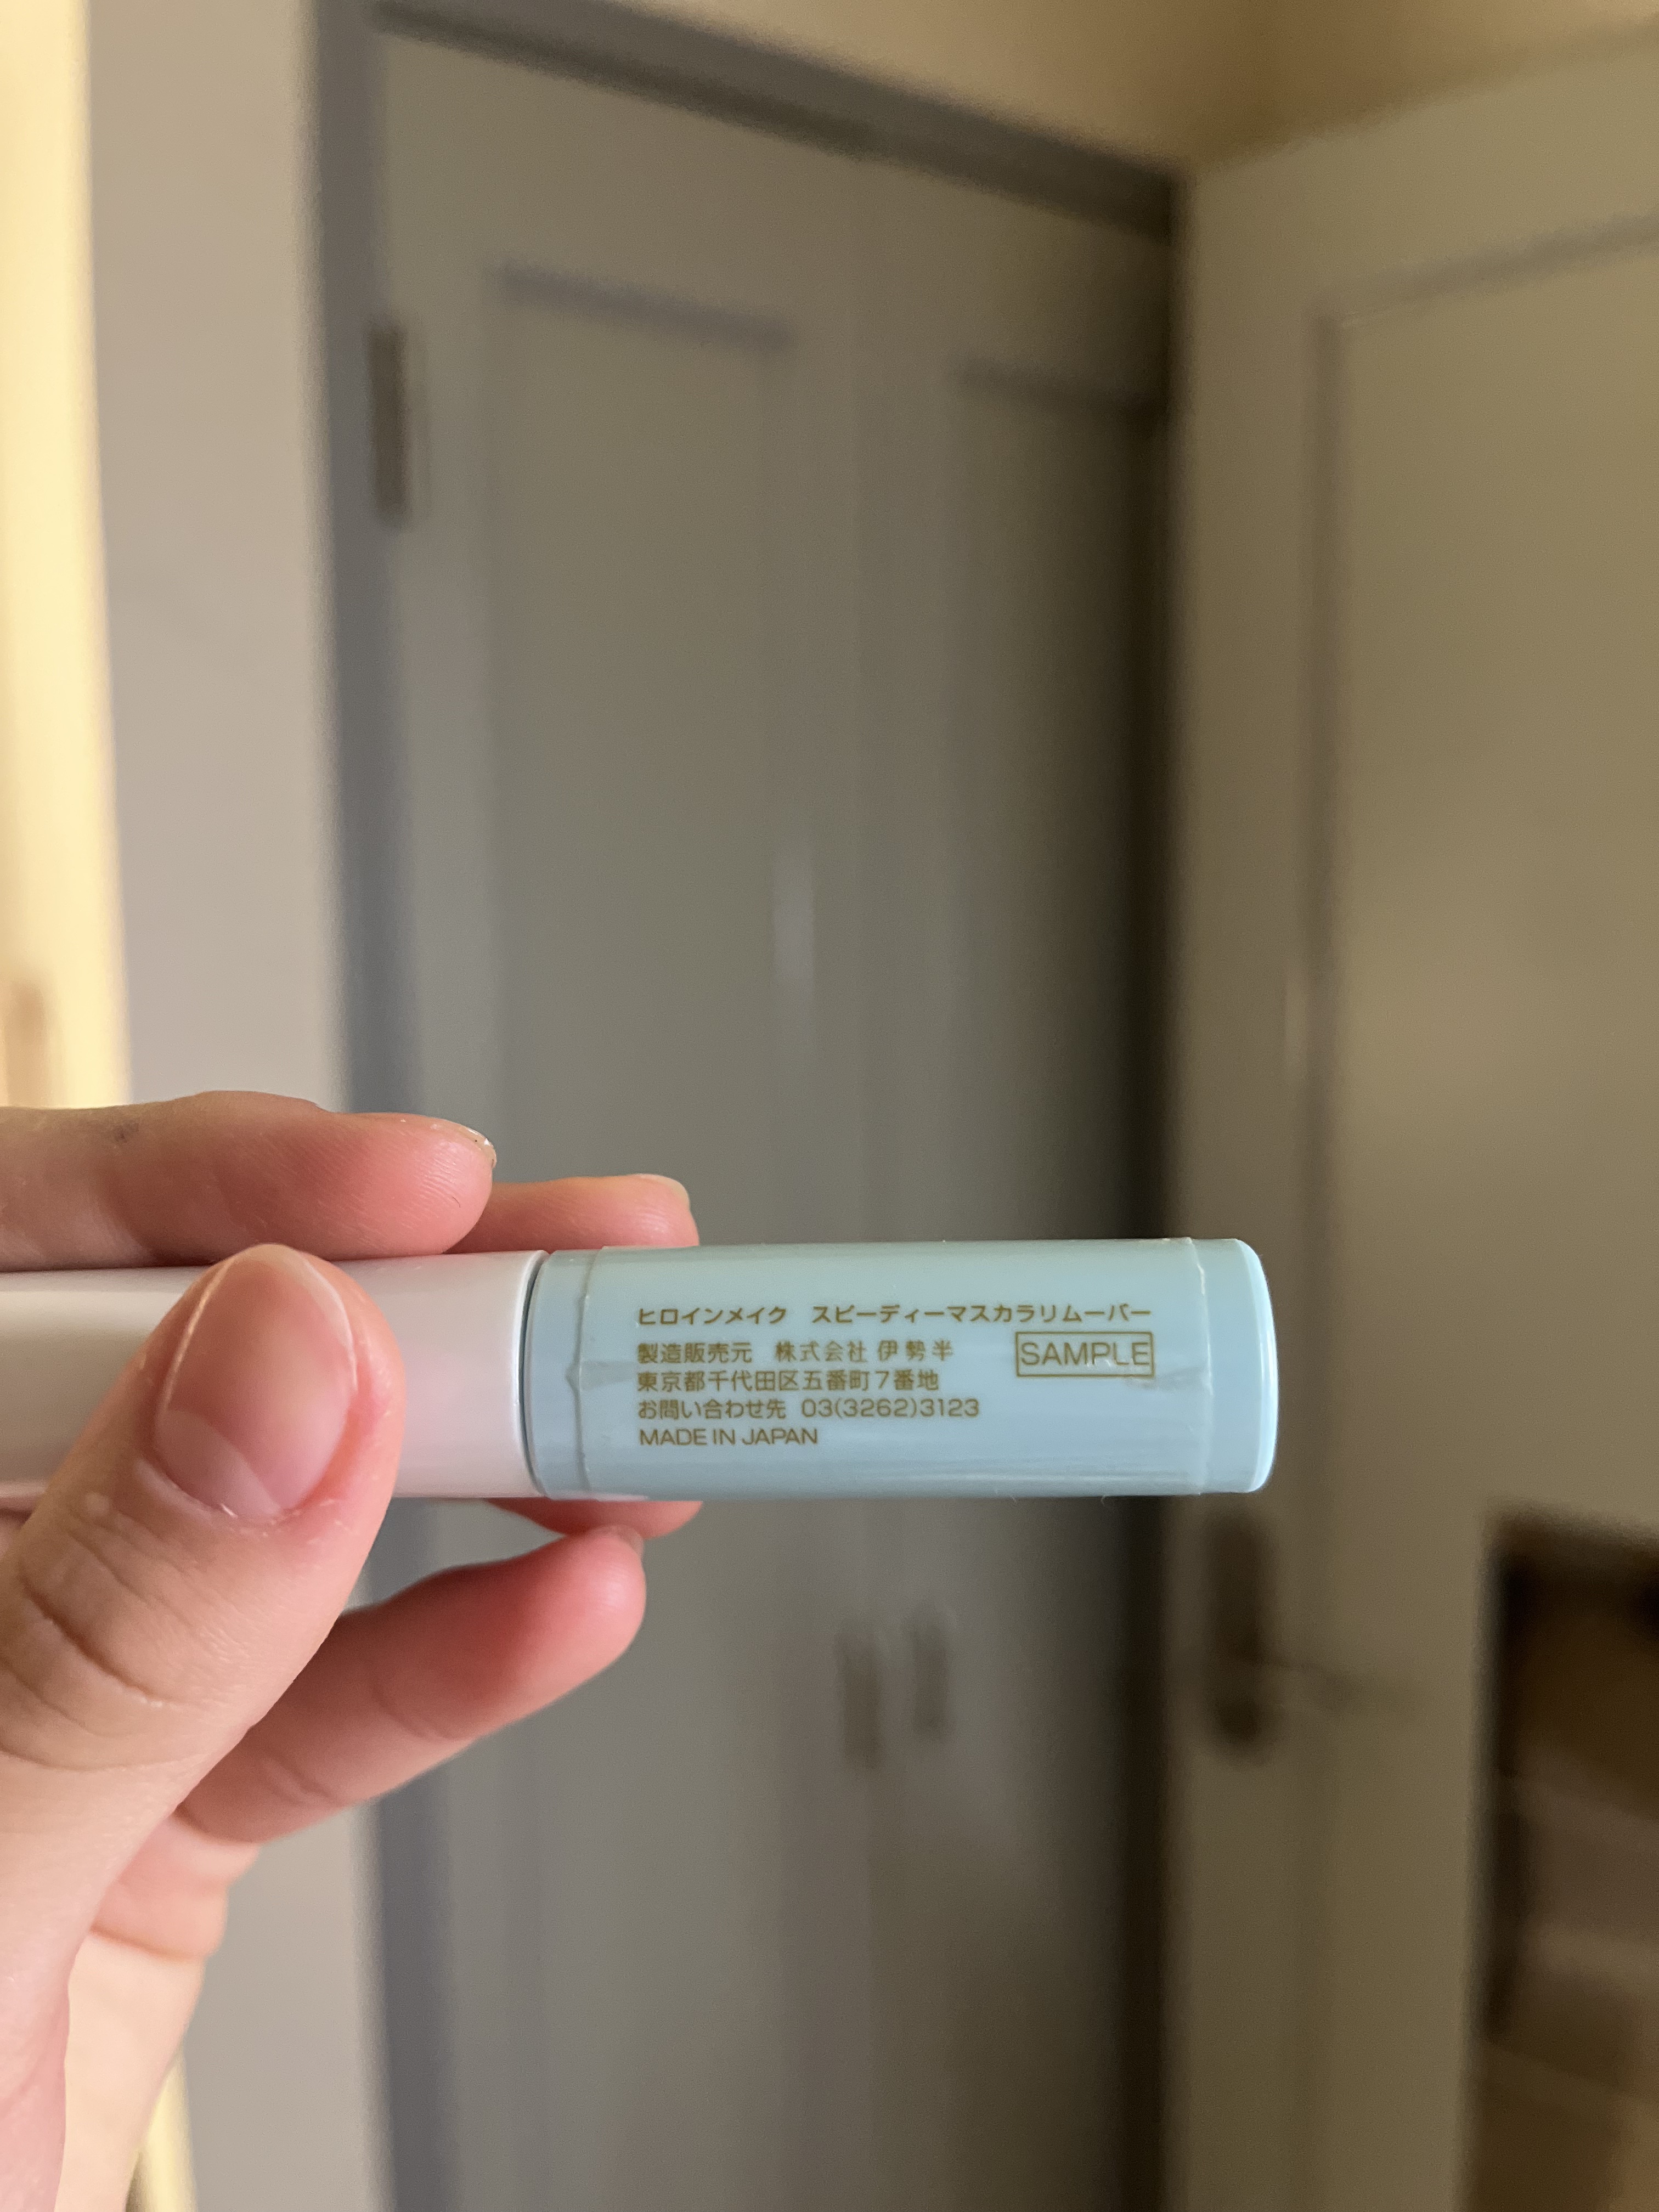 ヒロインメイク スピーディーマスカラリムーバー
製造販売元 株式会社 伊勢半
SAMPLE
東京都千代田区五番町7番地
お問い合わせ先 03(3262)3123
MADE IN JAPAN